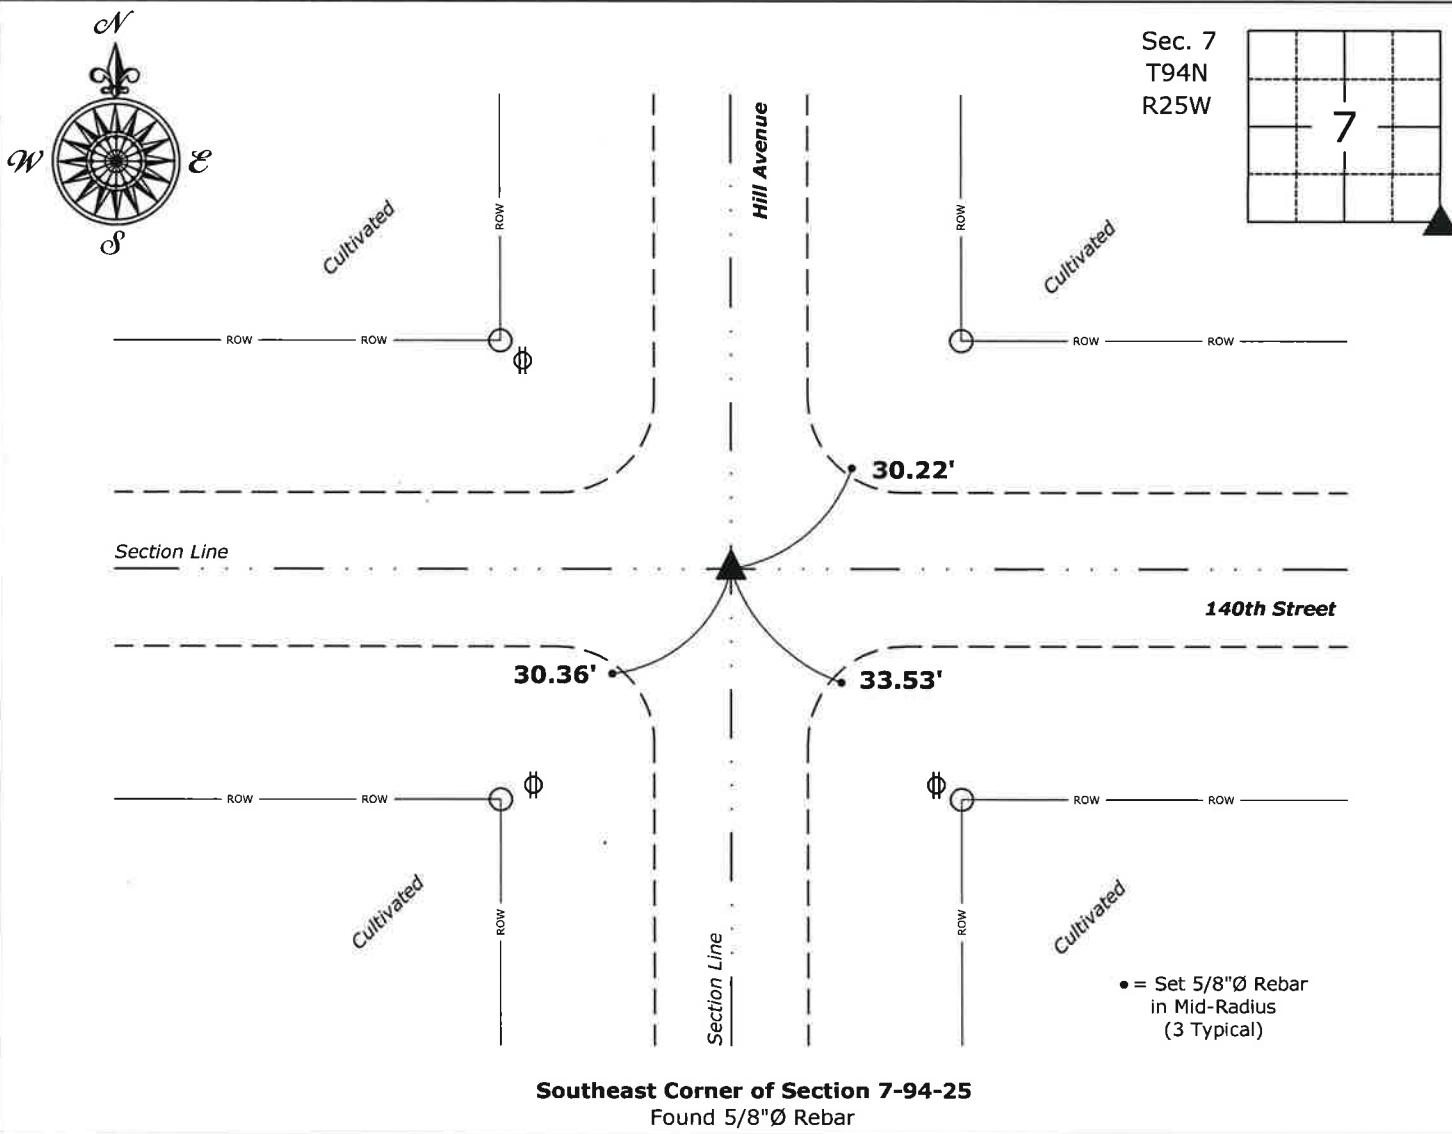 N
W
E
S
Sec. 7
T94N
R25W
7
Hill Avenue
Cultivated
Cultivated
ROW
ROW
ROW
ROW
ROW
ROW
30.22'
Section Line
140th Street
30.36'
33.53'
ROW
ROW
ROW
ROW
Cultivated
Cultivated
ROW
ROW
Section Line
• = Set 5/8"Ø Rebar
in Mid-Radius
(3 Typical)
Southeast Corner of Section 7-94-25
Found 5/8"Ø Rebar